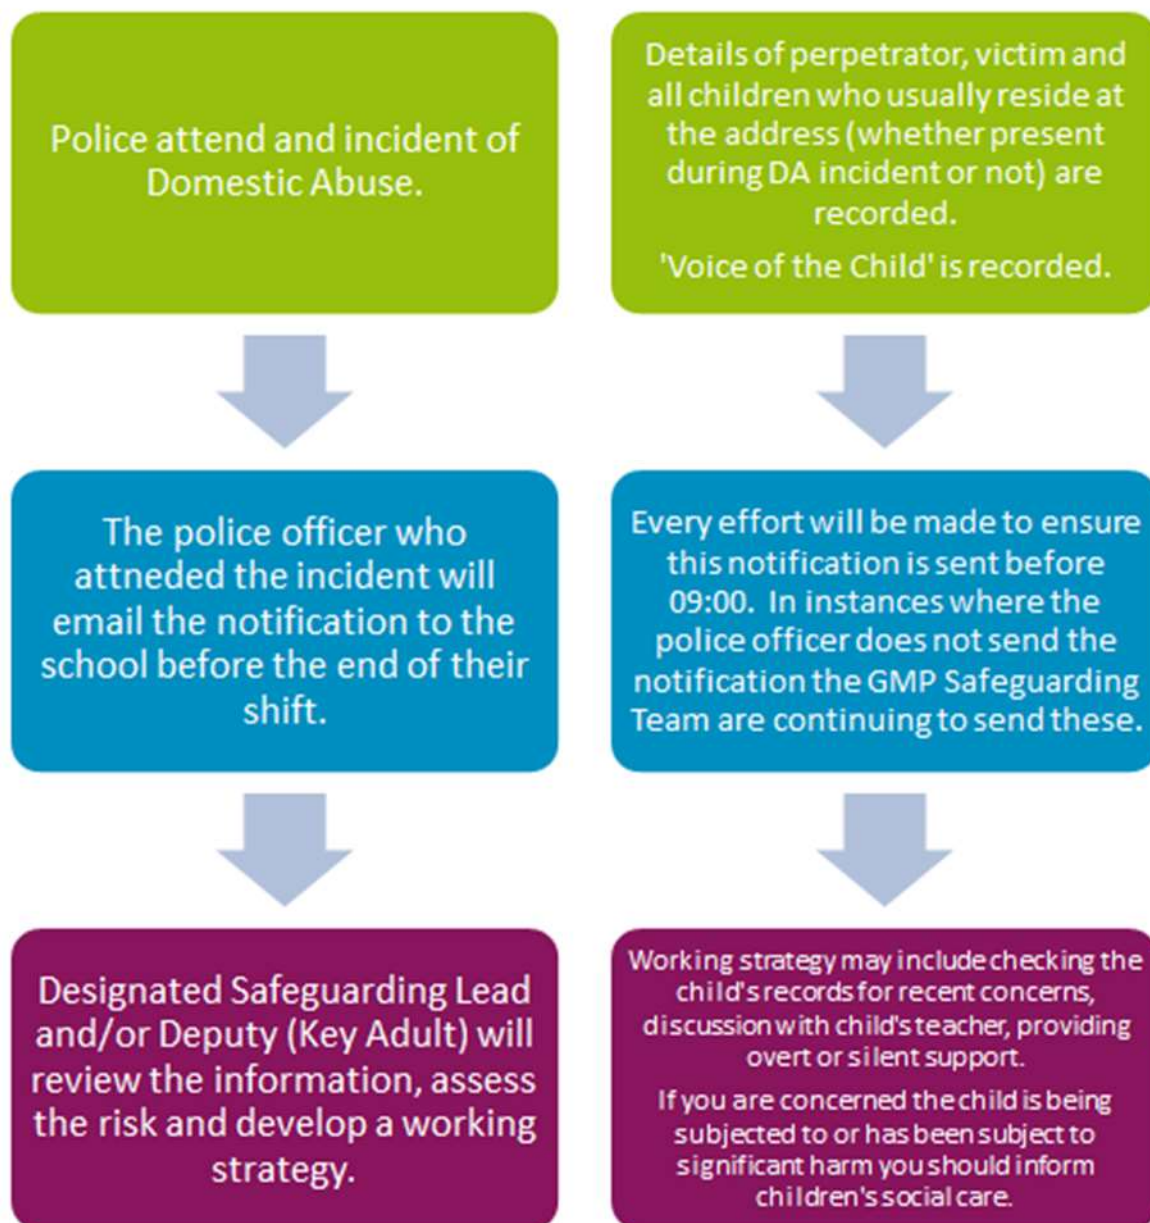 Police attend and incident of
Domestic Abuse.
Details of perpetrator, victim and
all children who usually reside at
the address (whether present
during DA incident or not) are
recorded.
'Voice of the Child' is recorded.
The police officer who
attneded the incident will
email the notification to the
school before the end of their
shift.
Every effort will be made to ensure
this notification is sent before
09:00. In instances where the
police officer does not send the
notification the GMP Safeguarding
Team are continuing to send these.
Designated Safeguarding Lead
and/or Deputy (Key Adult) will
review the information, assess
the risk and develop a working
strategy.
Working strategy may include checking the
child's records for recent concerns,
discussion with child's teacher, providing
overt or silent support.
If you are concerned the child is being
subjected to or has been subject to
significant harm you should inform
children's social care.